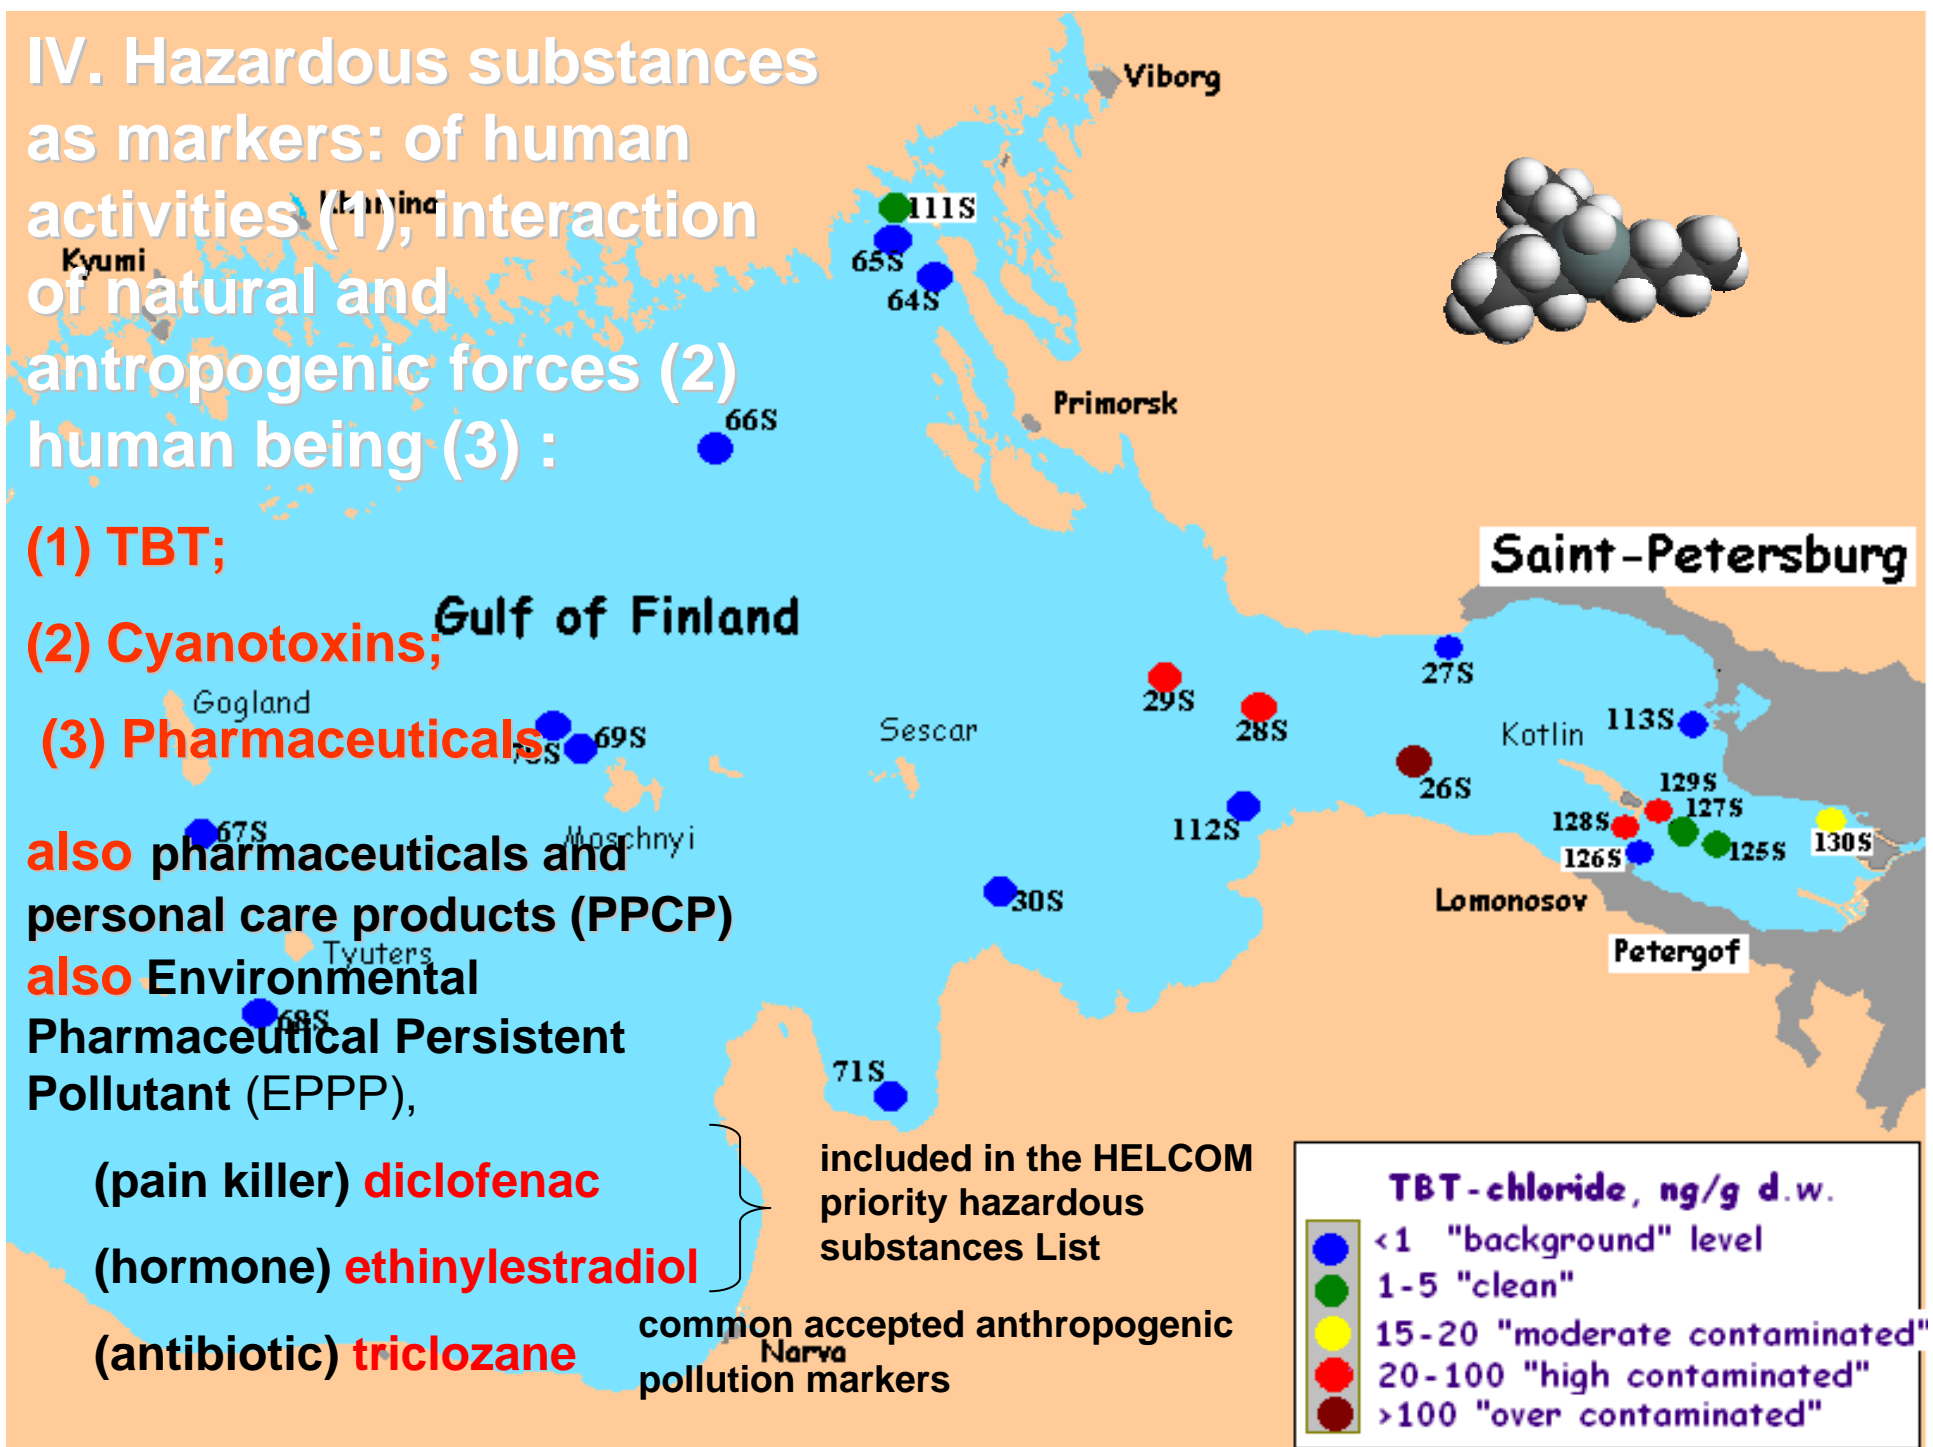 IV. Hazardous substances
as markers: of human
activities (1), interaction
of natural and
antropogenic forces (2)
human being (3) :
(1) TBT;
(2) Cyanotoxins;
(3) Pharmaceuticals
also pharmaceuticals and
personal care products (PPCP)
also Environmental
Pharmaceutical Persistent
Pollutant (EPPP),
(pain killer) diclofenac
(hormone) ethinylestradiol
(antibiotic) triclozane
included in the HELCOM
priority hazardous
substances List
common accepted anthropogenic
pollution markers
Viborg
Kyumi
111S
65S
64S
Primorsk
66S
Saint-Petersburg
Gulf of Finland
27S
29S
28S
Gogland
69S
Sescar
Kotlin
113S
26S
129S
127S
128S
126S
125S
130S
112S
67S
Moschnyi
30S
Lomonosov
Petergof
Tyuters
68S
71S
Narva
TBT-chloride, ng/g d.w.
<1 "background" level
1-5 "clean"
15-20 "moderate contaminated"
20-100 "high contaminated"
>100 "over contaminated"